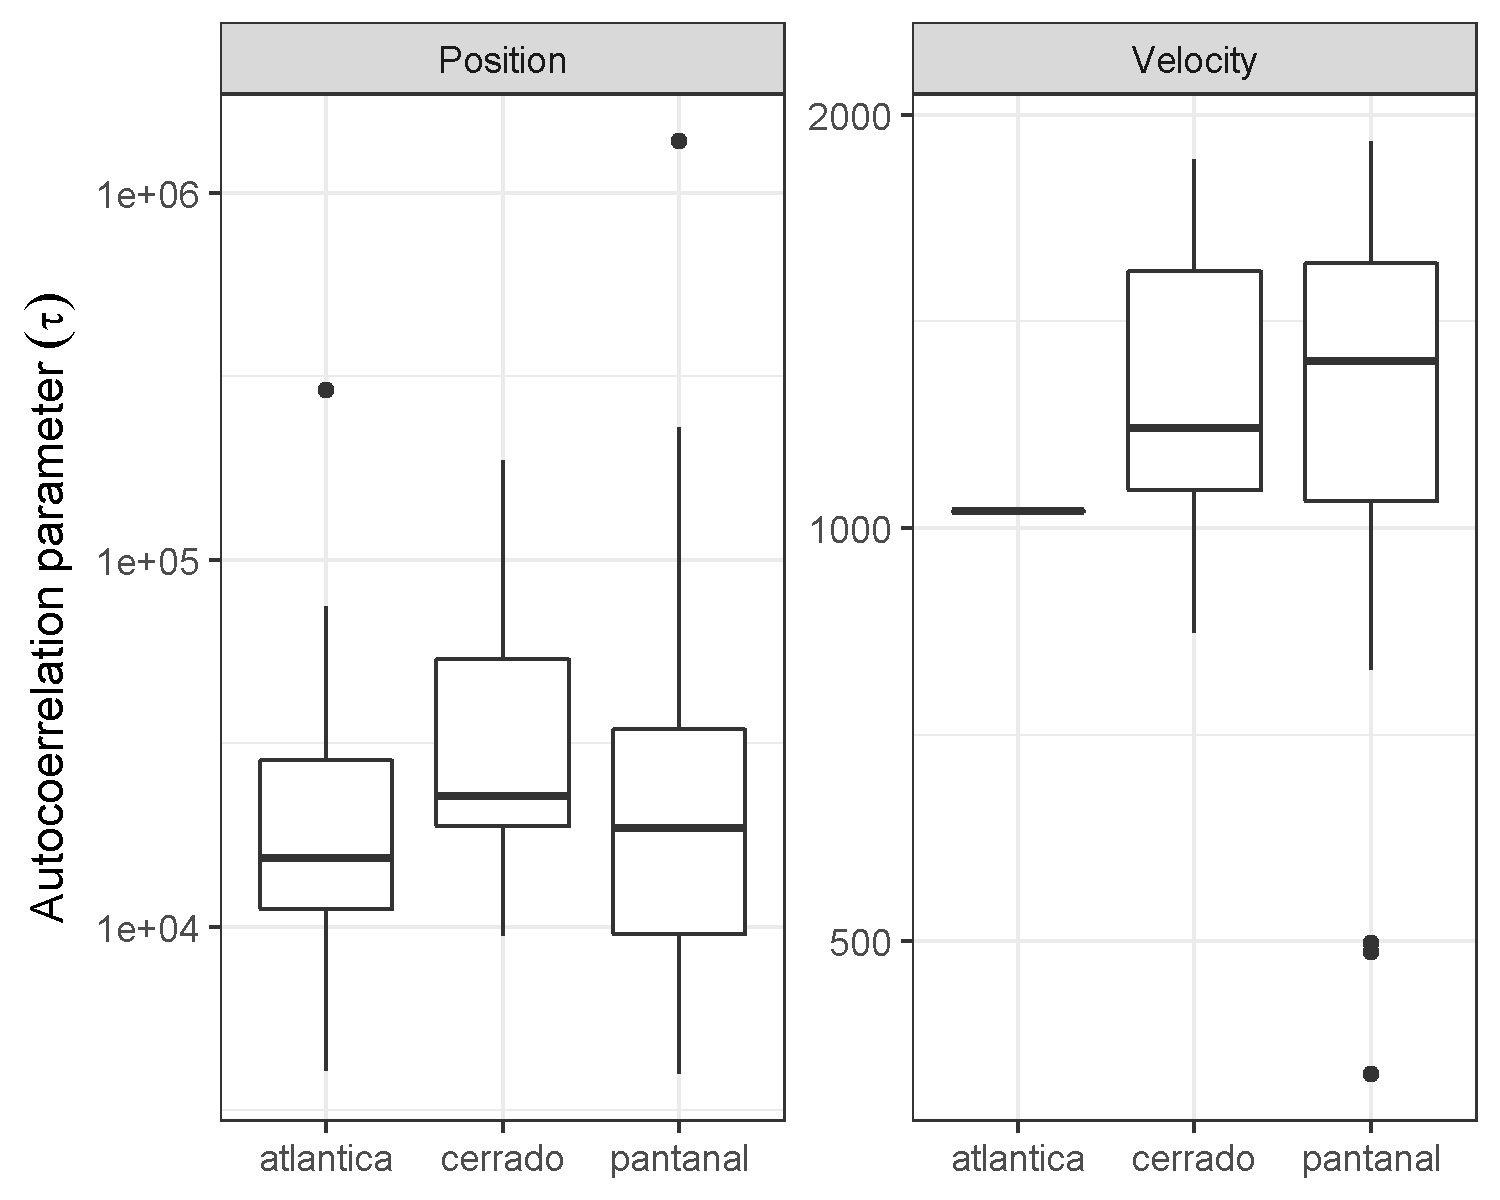 Position
Velocity
Autocoerrelation parameter (τ)
1e+06
1e+05
1e+04
2000
1000
500
atlantica cerrado pantanal
atlantica cerrado pantanal